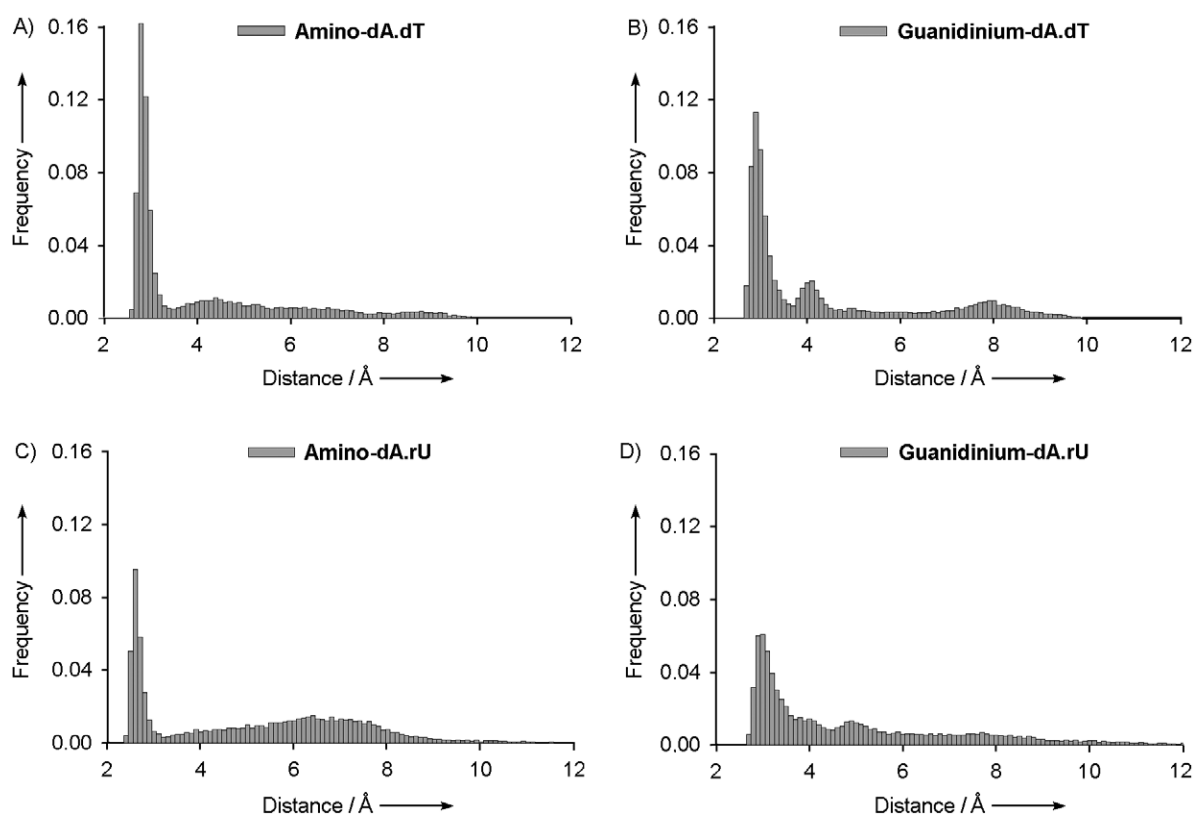 A) Amino-dA.dT
0.16
0.12
0.08
0.04
0.00
Frequency
2 4 6 8 10 12
Distance / Å
B) Guanidinium-dA.dT
0.16
0.12
0.08
0.04
0.00
Frequency
2 4 6 8 10 12
Distance / Å
C) Amino-dA.rU
0.16
0.12
0.08
0.04
0.00
Frequency
2 4 6 8 10 12
Distance / Å
D) Guanidinium-dA.rU
0.16
0.12
0.08
0.04
0.00
Frequency
2 4 6 8 10 12
Distance / Å